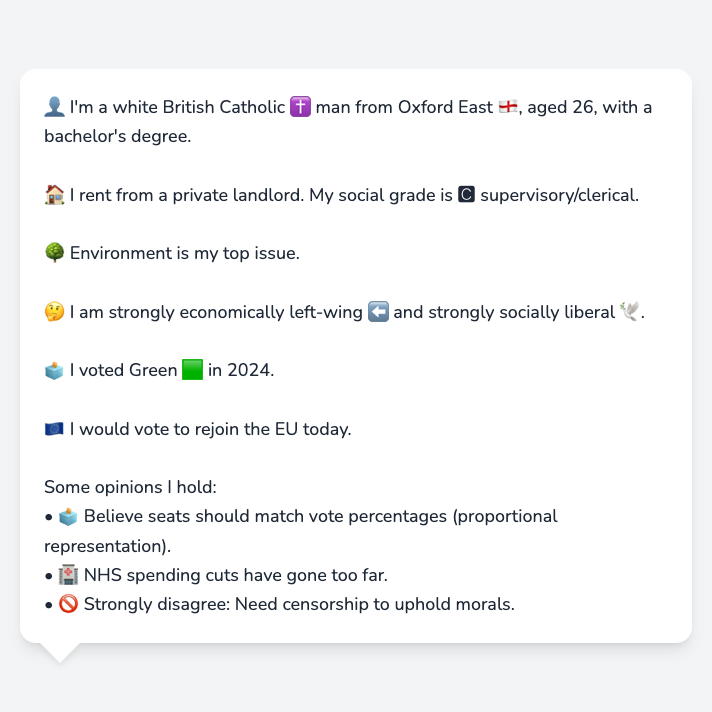 👤 I'm a white British Catholic ✝️ man from Oxford East 🏴󠁧󠁢󠁥󠁮󠁧󠁿, aged 26, with a
bachelor's degree.
🏠 I rent from a private landlord. My social grade is 🅲 supervisory/clerical.
🌳 Environment is my top issue.
🤔 I am strongly economically left-wing ⬅️ and strongly socially liberal 🕊️.
🗳️ I voted Green 🟩 in 2024.
🇪🇺 I would vote to rejoin the EU today.
Some opinions I hold:
• 🗳️ Believe seats should match vote percentages (proportional
representation).
• 🏥 NHS spending cuts have gone too far.
• 🚫 Strongly disagree: Need censorship to uphold morals.